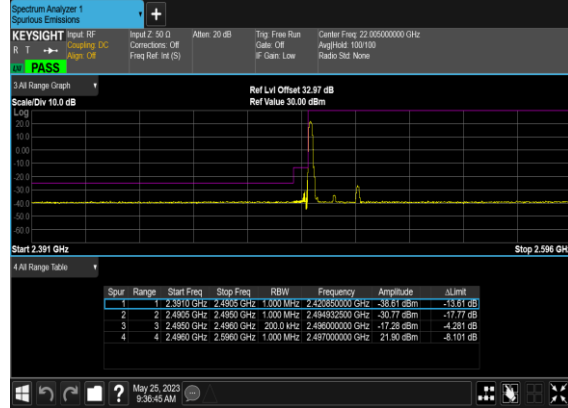 Spectrum Analyzer 1
Spurious Emissions
KEYSIGHT Input: RF Input Z: 50 Ω Atten: 20 dB Trig: Free Run Center Freq: 22.005000000 GHz
R T Coupling: DC Corrections: Off Gate: Off Avg|Hold: 100/100
Align: Off Freq Ref: Int (S) IF Gain: Low Radio Std: None
PASS
3 All Range Graph
Ref Lvl Offset 32.97 dB
Scale/Div 10.0 dB Ref Value 30.00 dBm
Log
20.0
10.0
0.00
-10.0
-20.0
-30.0
-40.0
-50.0
-60.0
Start 2.391 GHz Stop 2.596 GH
4 All Range Table
Spur Range Start Freq Stop Freq RBW Frequency Amplitude ΔLimit
1 1 2.3910 GHz 2.4905 GHz 1.000 MHz 2.420850000 GHz -38.61 dBm -13.61 dB
2 2 2.4905 GHz 2.4950 GHz 1.000 MHz 2.494932500 GHz -30.77 dBm -17.77 dB
3 3 2.4950 GHz 2.4960 GHz 200.0 kHz 2.496000000 GHz -17.28 dBm -4.281 dB
4 4 2.4960 GHz 2.5960 GHz 1.000 MHz 2.497000000 GHz 21.90 dBm -8.101 dB
? May 25, 2023
9:36:45 AM